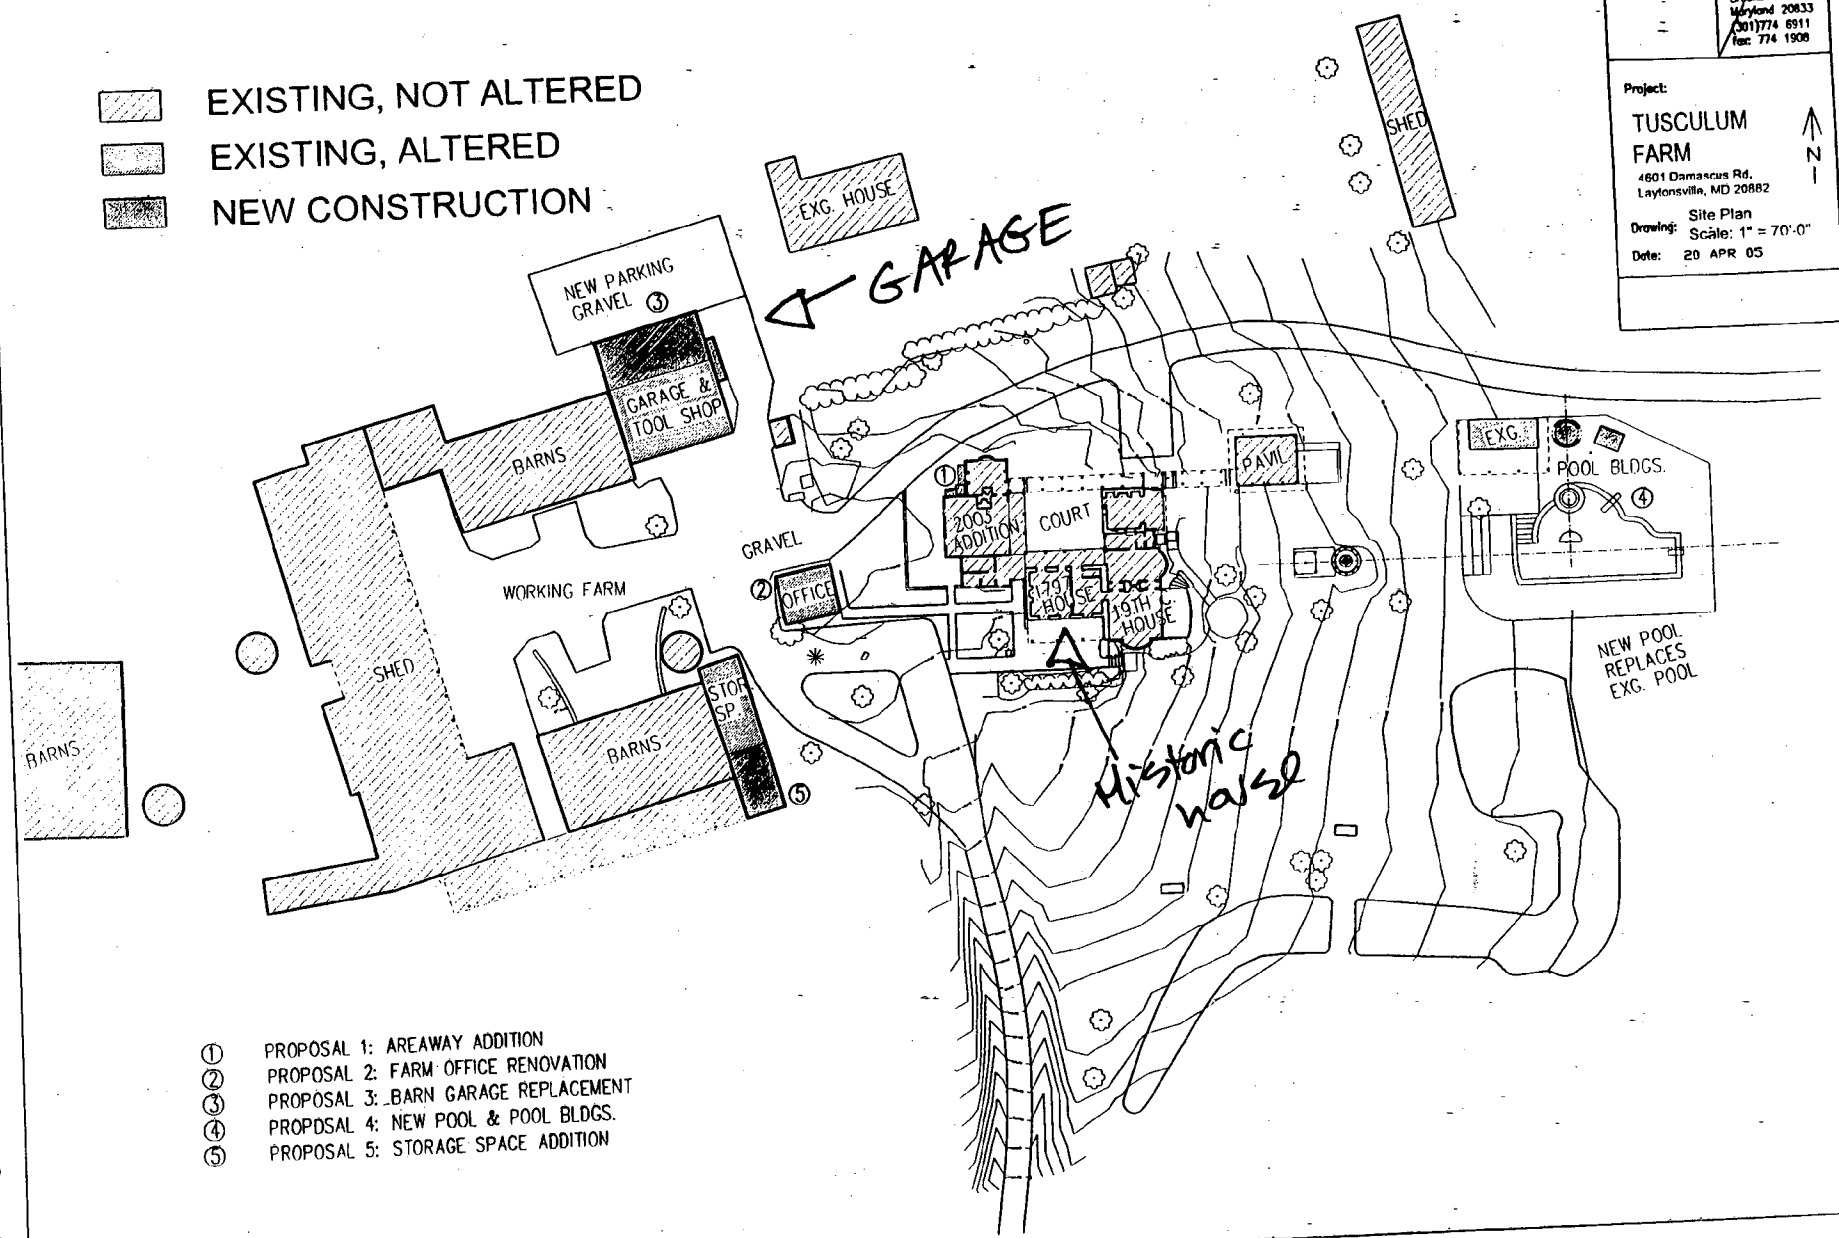 EXISTING, NOT ALTERED
EXISTING, ALTERED
NEW CONSTRUCTION
Maryland 20833
(301)774 6911
fax: 774 1908
Project:
TUSCULUM
FARM
4601 Damascus Rd.
Laytonsville, MD 20882
N
Drawing: Site Plan
Scale: 1" = 70'-0"
Date: 20 APR 05
SHED
EXG. HOUSE
GARAGE
NEW PARKING
GRAVEL ③
GARAGE &
TOOL SHOP
BARNS
GRAVEL
WORKING FARM
② OFFICE
SHED
BARNS
BARNS
STOR
SP.
⑤
①
2003
ADDITION
COURT
1797
HOUSE
19TH C.
HOUSE
PAVIL
EXG.
POOL BLDGS.
④
NEW POOL
REPLACES
EXG. POOL
Historic
house
① PROPOSAL 1: AREAWAY ADDITION
② PROPOSAL 2: FARM OFFICE RENOVATION
③ PROPOSAL 3: BARN GARAGE REPLACEMENT
④ PROPOSAL 4: NEW POOL & POOL BLDGS.
⑤ PROPOSAL 5: STORAGE SPACE ADDITION